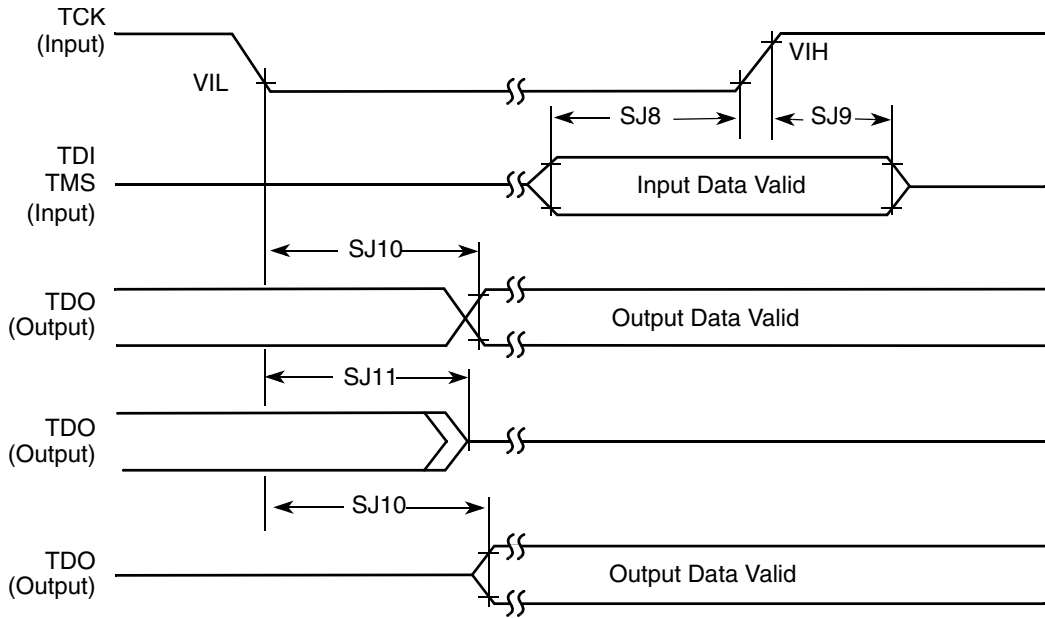 TCK
(Input)
VIL
VIH
SJ8
SJ9
TDI
TMS
(Input)
Input Data Valid
SJ10
TDO
(Output)
Output Data Valid
SJ11
TDO
(Output)
SJ10
TDO
(Output)
Output Data Valid